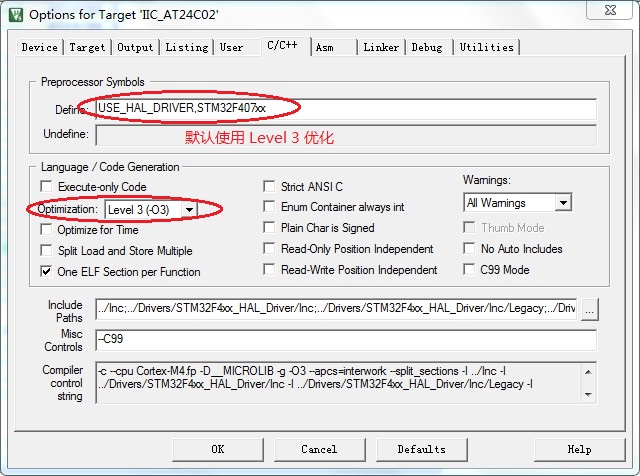 Options for Target 'IIC_AT24C02'
Device Target Output Listing User C/C++ Asm Linker Debug Utilities
Preprocessor Symbols
Define: USE_HAL_DRIVER,STM32F407xx
Undefine:
默认使用 Level 3 优化
Language / Code Generation
Execute-only Code
Strict ANSI C
Warnings:
Optimization: Level 3 (-O3)
Enum Container always int
All Warnings
Optimize for Time
Plain Char is Signed
Thumb Mode
Split Load and Store Multiple
Read-Only Position Independent
No Auto Includes
One ELF Section per Function
Read-Write Position Independent
C99 Mode
Include
Paths
../Inc;../Drivers/STM32F4xx_HAL_Driver/Inc;../Drivers/STM32F4xx_HAL_Driver/Inc/Legacy;../Driv
...
Misc
Controls
--C99
Compiler
control
string
-c --cpu Cortex-M4.fp -D__MICROLIB -g -O3 --apcs=interwork --split_sections -I ../Inc -I
../Drivers/STM32F4xx_HAL_Driver/Inc -I ../Drivers/STM32F4xx_HAL_Driver/Inc/Legacy -I
OK Cancel Defaults Help